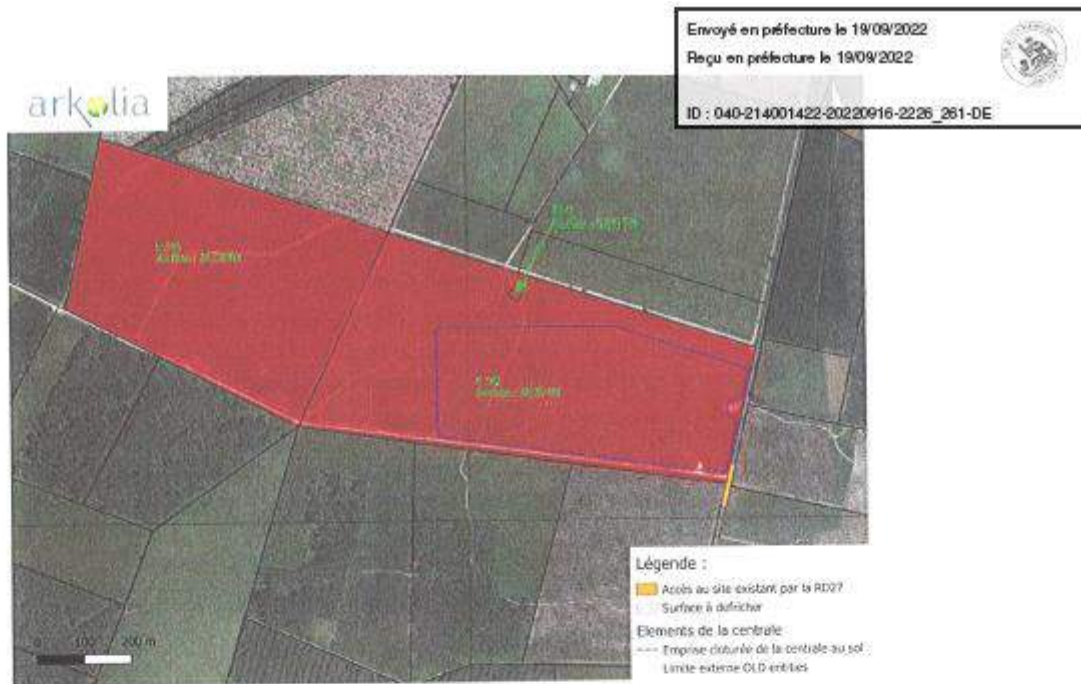 Envoyé en préfecture le 19/09/2022
Reçu en préfecture le 19/09/2022
ID : 040-214001422-20220916-2226_261-DE
arkolia
Légende :
Accès au site existant par la RD27
Surface à défricher
Elements de la centrale
Emprise cloturée de la centrale au sol
Limite externe OLD entities
0 100 200 m